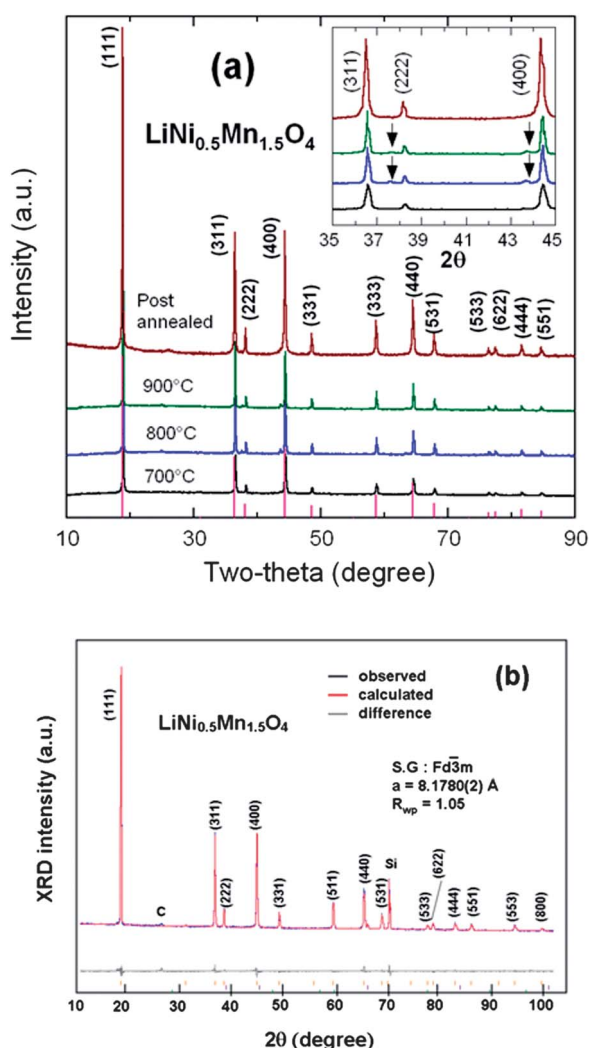 (a)
LiNi0.5Mn1.5O4
(111)
(311)
(222)
(400)
(331)
(333)
(440)
(531)
(533)
(622)
(444)
(551)
Post
annealed
900°C
800°C
700°C
Intensity (a.u.)
10 30 50 70 90
Two-theta (degree)
(311)
(222)
(400)
35 37 39 41 43 45
2θ
(b)
observed
calculated
difference
LiNi0.5Mn1.5O4
S.G : Fd3̅m
a = 8.1780(2) Å
Rwp = 1.05
(111)
C
(311)
(222)
(400)
(331)
(511)
(440)
(531)
Si
(533)
(622)
(444)
(551)
(553)
(800)
XRD intensity (a.u.)
10 20 30 40 50 60 70 80 90 100
2θ (degree)